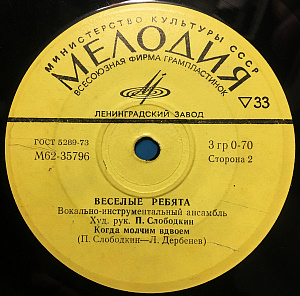 МИНИСТЕРСТВО КУЛЬТУРЫ СССР
МЕЛОДИЯ
ВСЕСОЮЗНАЯ ФИРМА ГРАМПЛАСТИНОК
▽33
ЛЕНИНГРАДСКИЙ ЗАВОД
ГОСТ 5289-73
3 гр 0-70
М62-35796
Сторона 2
ВЕСЕЛЫЕ РЕБЯТА
Вокально-инструментальный ансамбль
Худ. рук. П. Слободкин
Когда молчим вдвоем
(П. Слободкин—Л. Дербенев)